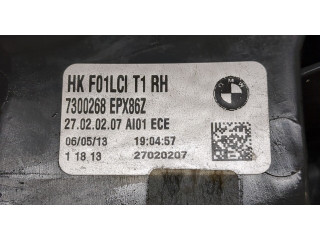 HK F01LCI T1 RH
7300268 EPX86Z
27.02.02.07 AI01 ECE
06/05/13 19:04:57
1 18 13 27020207